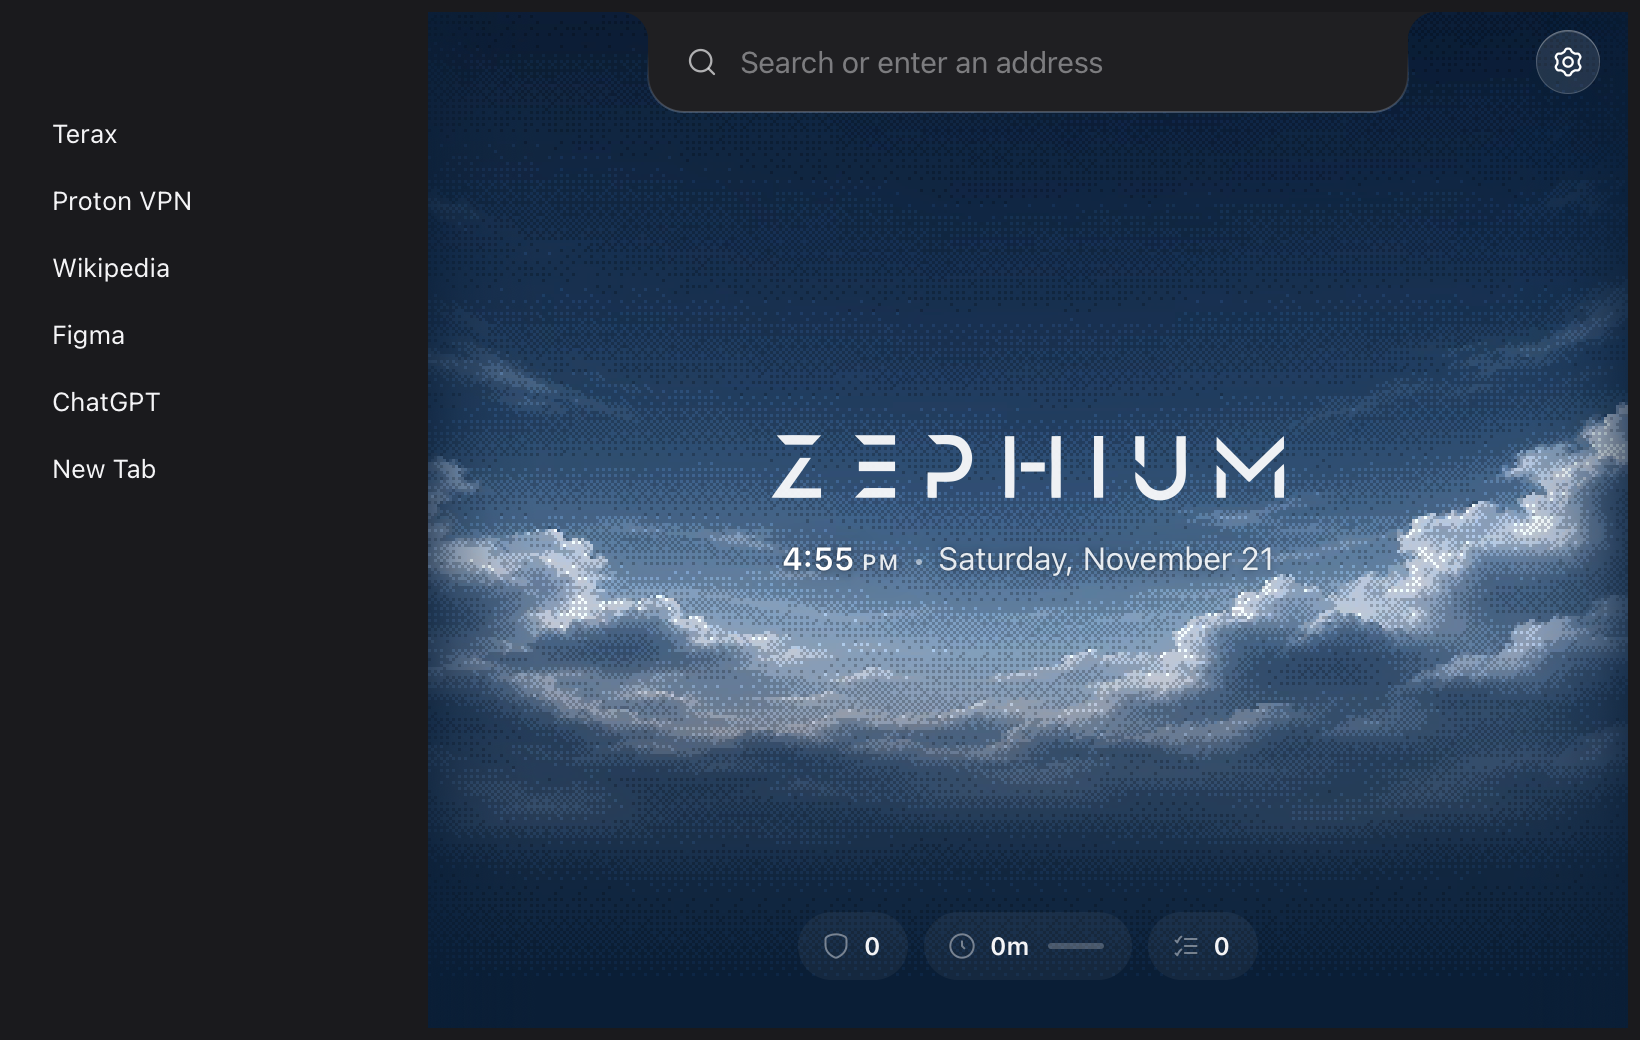 Search or enter an address
Terax
Proton VPN
Wikipedia
Figma
ChatGPT
New Tab
ZEPHIUM
4:55 PM • Saturday, November 21
0
0m
0